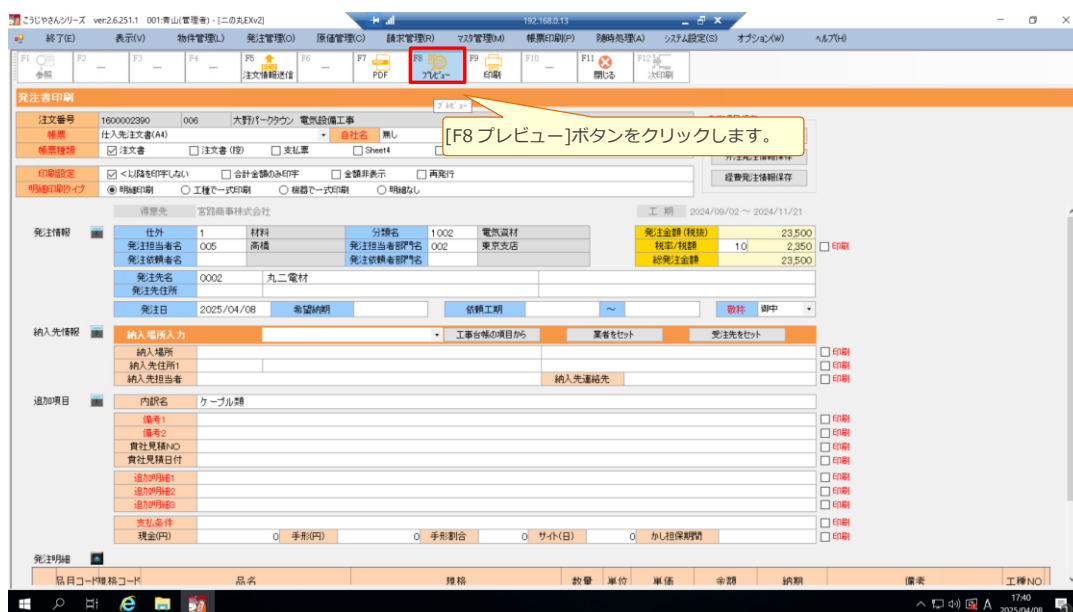 こうじやさんシリーズ ver:2.6.251.1 001:青山(管理者) - [二の丸EXv2]
192.168.0.13
終了(E) 表示(V) 物件管理(L) 発注管理(O) 原価管理(C) 請求管理(R) マスタ管理(M) 帳票印刷(P) 随時処理(A) システム設定(S) オプション(W) ヘルプ(H)
F1 F2 F3 F4 F5 F6 F7 F8 F9 F10 F11 F12
参照 注文情報送信 PDF プレビュー 印刷 閉じる 次印刷
発注書印刷
プレビュー
[F8 プレビュー]ボタンをクリックします。
注文番号 1600002390 006 大野パークタウン 電気設備工事
帳票 仕入先注文書(A4) 自社名 無し
帳票種類 注文書 注文書(控) 支払票 Sheet4
外注発注情報保存
印刷設定 <以降を印字しない 合計金額のみ印字 金額非表示 再発行
経費発注情報保存
明細印刷タイプ 明細印刷 工種で一式印刷 機器で一式印刷 明細なし
得意先 宮路商事株式会社 工 期 2024/09/02 ～ 2024/11/21
発注情報 仕外 1 材料 分類名 1002 電気資材 発注金額(税抜) 23,500
発注担当者名 005 高橋 発注担当者部門名 002 東京支店 税率/税額 10 2,350 印刷
発注依頼者名 発注依頼者部門名 総発注金額 23,500
発注先名 0002 丸二電材
発注先住所
発注日 2025/04/08 希望納期 依頼工期 ～ 敬称 御中
納入先情報 納入場所入力 工事台帳の項目から 業者をセット 受注先をセット
納入場所 印刷
納入先住所1 印刷
納入先担当者 納入先連絡先 印刷
追加項目 内訳名 ケーブル類
備考1 印刷
備考2 印刷
貴社見積NO 印刷
貴社見積日付 印刷
追加明細1 印刷
追加明細2 印刷
追加明細3 印刷
支払条件 印刷
現金(円) 0 手形(円) 0 手形割合 0 サイト(日) 0 かし担保期間 印刷
発注明細
品目コード 規格コード 品名 規格 数量 単位 単価 金額 納期 備考 工種NO
A 17:40
2025/04/08